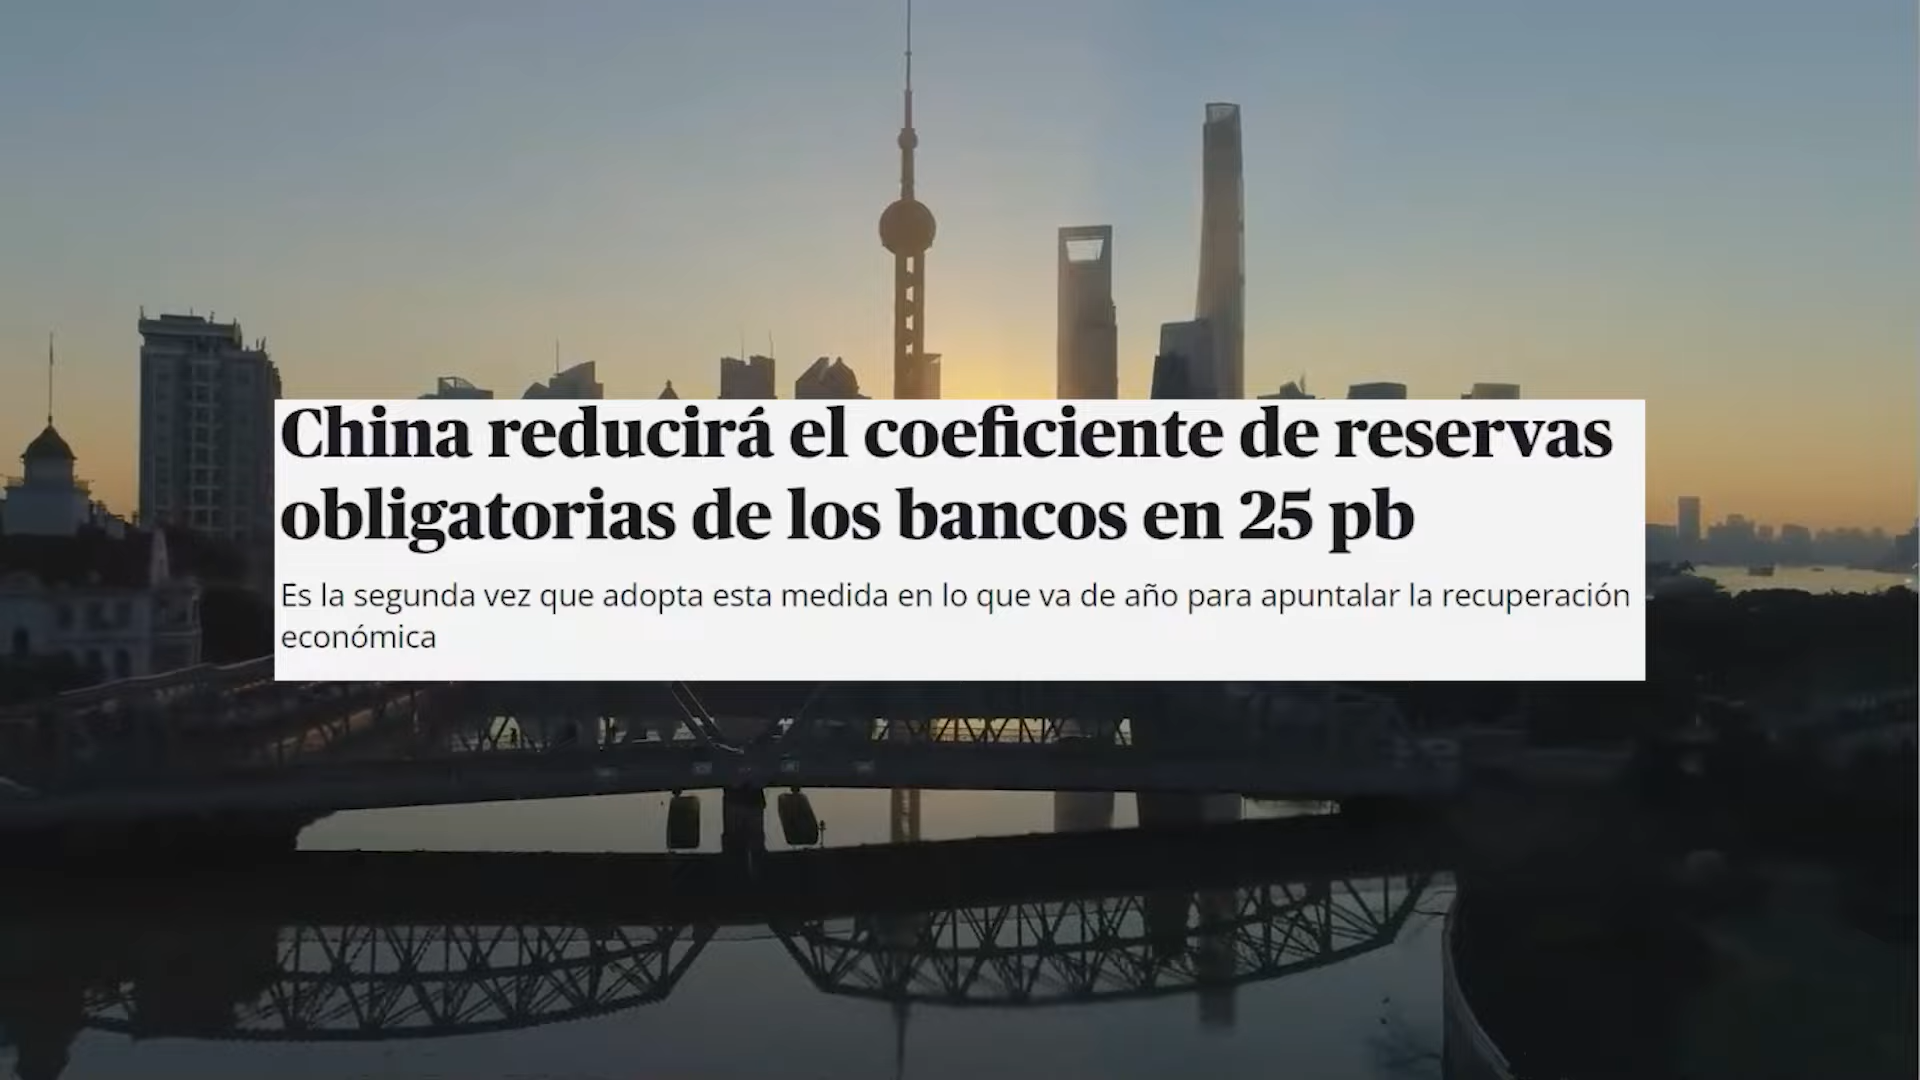 China reducirá el coeficiente de reservas
obligatorias de los bancos en 25 pb
Es la segunda vez que adopta esta medida en lo que va de año para apuntalar la recuperación
económica